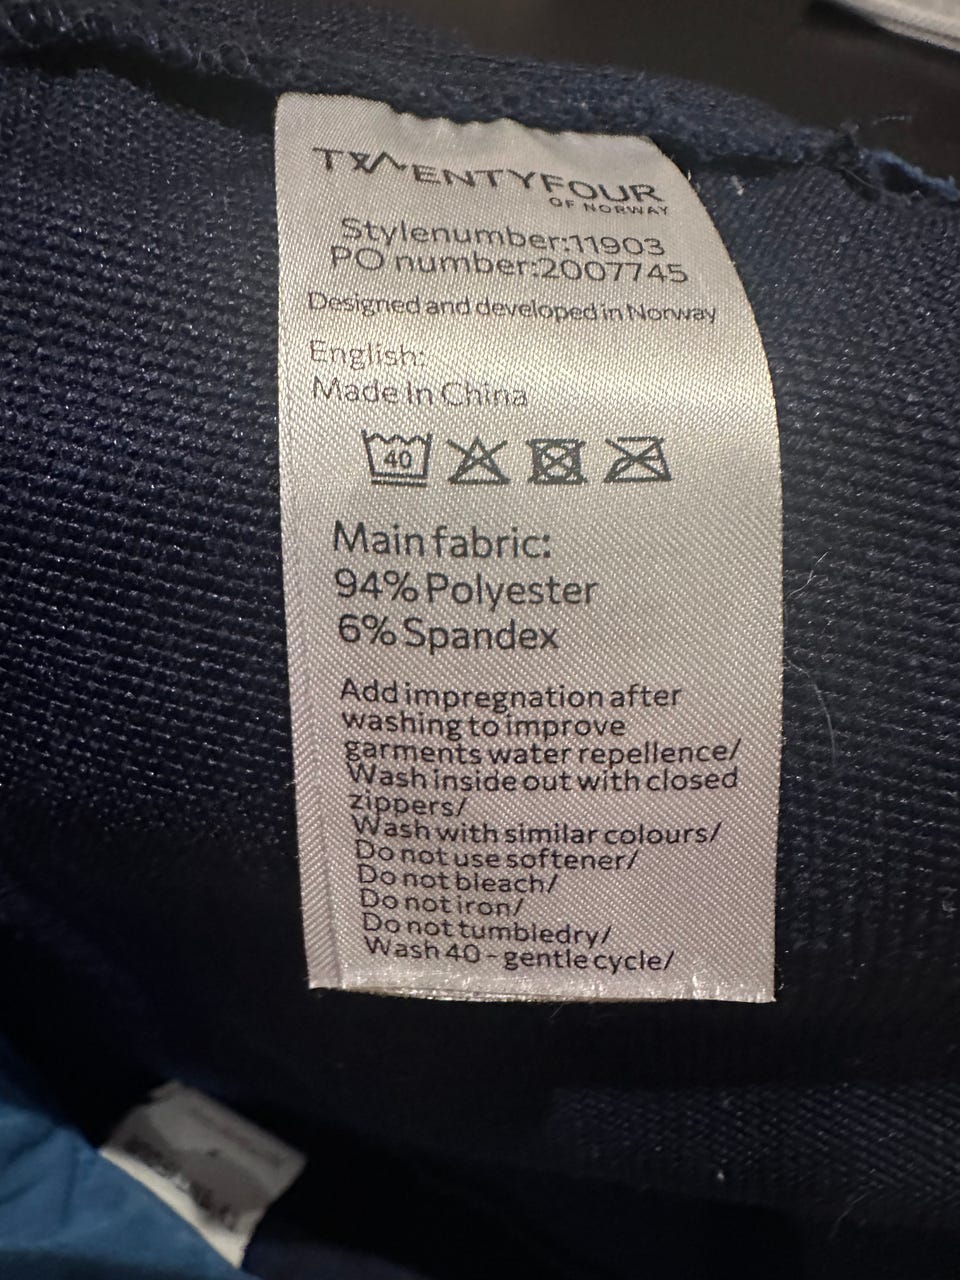 TWENTYFOUR
OF NORWAY
Stylenumber:11903
PO number:2007745
Designed and developed in Norway
English:
Made In China
40
Main fabric:
94% Polyester
6% Spandex
Add impregnation after
washing to improve
garments water repellence/
Wash inside out with closed
zippers/
Wash with similar colours/
Do not use softener/
Do not bleach/
Do not iron/
Do not tumbledry/
Wash 40 - gentle cycle/